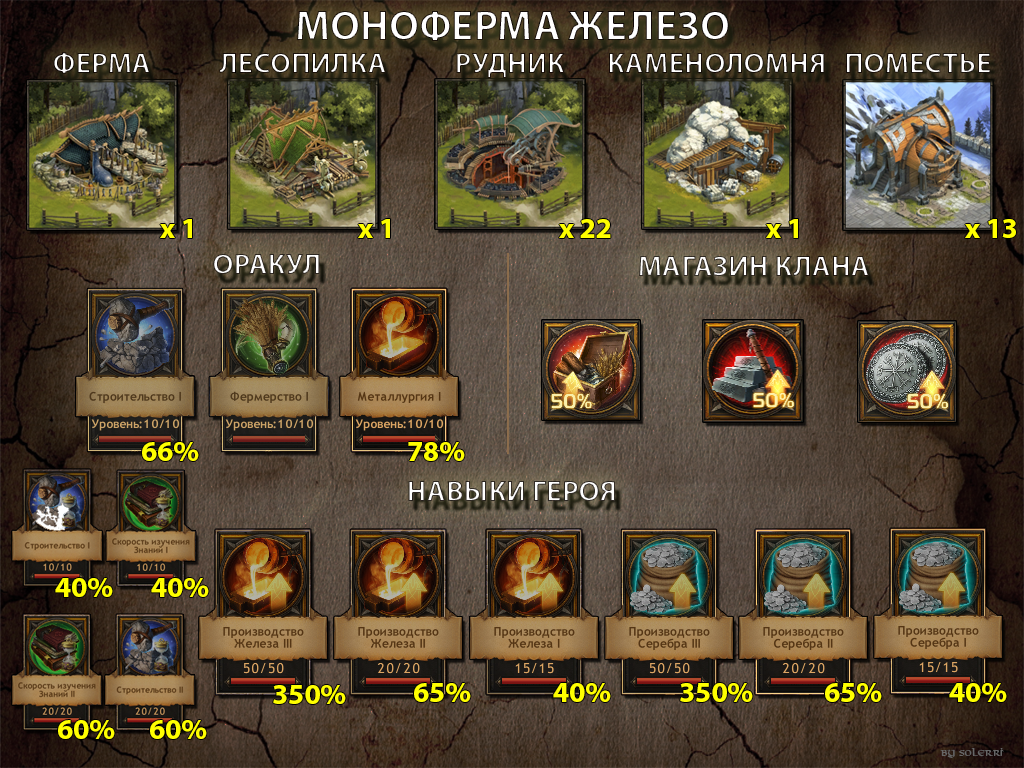 МОНОФЕРМА ЖЕЛЕЗО
ФЕРМА ЛЕСОПИЛКА РУДНИК КАМЕНОЛОМНЯ ПОМЕСТЬЕ
x 1 x 1 x 22 x 1 x 13
ОРАКУЛ МАГАЗИН КЛАНА
Строительство I Фермерство I Металлургия I
50% 50% 50%
Уровень:10/10 Уровень:10/10 Уровень:10/10
66% 78%
НАВЫКИ ГЕРОЯ
Строительство I Скорость изучения
Знаний I
10/10 10/10
40% 40%
Производство
Железа III
Производство
Железа II
Производство
Железа I
Производство
Серебра III
Производство
Серебра II
Производство
Серебра I
50/50 20/20 15/15 50/50 20/20 15/15
350% 65% 40% 350% 65% 40%
Скорость изучения
Знаний II
Строительство II
20/20 20/20
60% 60%
BY SOLERRI